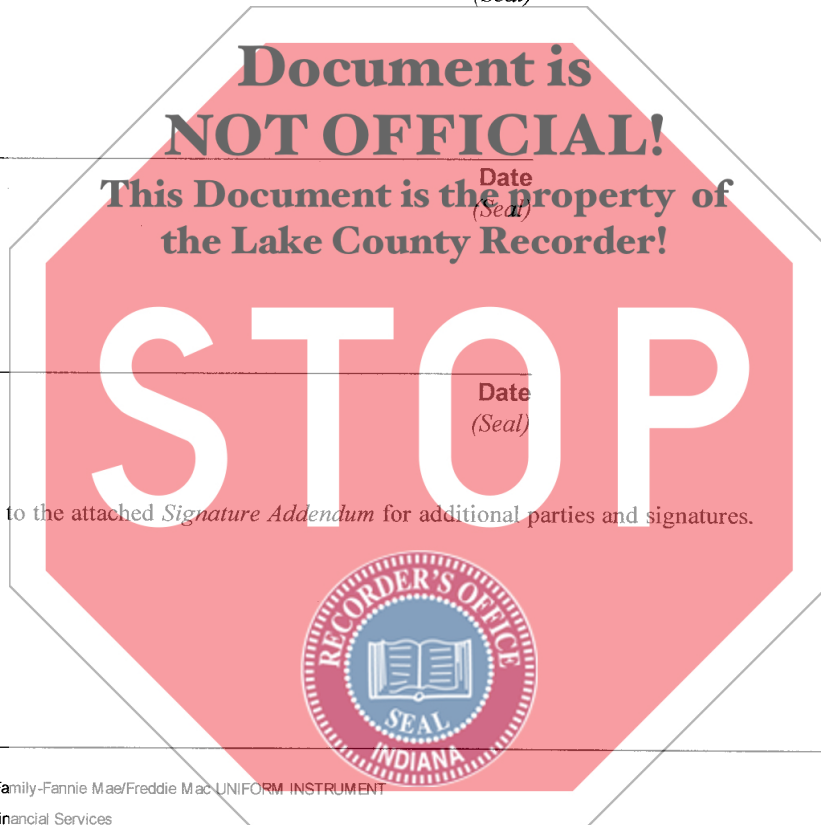 (Seal)
Document is
NOT OFFICIAL!
Date
This Document is the property of
(Seal)
the Lake County Recorder!
STOP
Date
(Seal)
to the attached Signature Addendum for additional parties and signatures.
RECORDER'S OFFICE
SEAL
INDIANA
Family-Fannie Mae/Freddie Mac UNIFORM INSTRUMENT
inancial Services